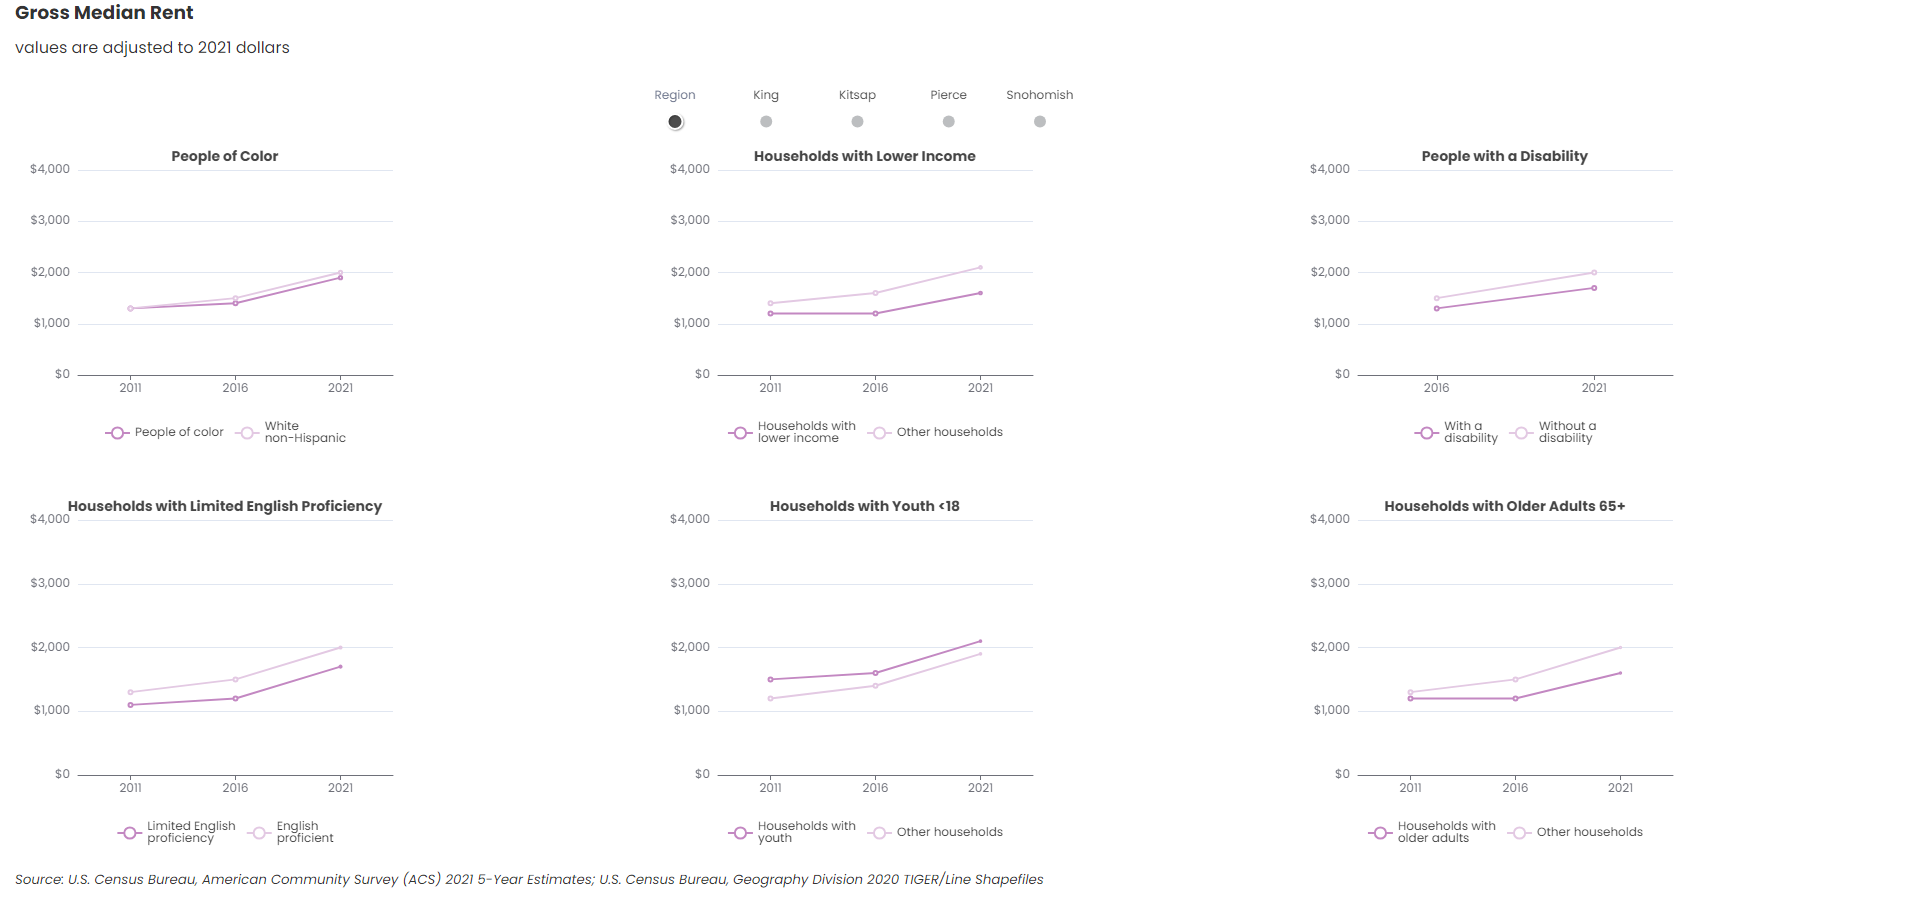 Gross Median Rent
values are adjusted to 2021 dollars
Region King Kitsap Pierce Snohomish
People of Color
$4,000
$3,000
$2,000
$1,000
$0
2011 2016 2021
People of color
White
non-Hispanic
Households with Lower Income
$4,000
$3,000
$2,000
$1,000
$0
2011 2016 2021
Households with
lower income
Other households
People with a Disability
$4,000
$3,000
$2,000
$1,000
$0
2016 2021
With a
disability
Without a
disability
Households with Limited English Proficiency
$4,000
$3,000
$2,000
$1,000
$0
2011 2016 2021
Limited English
proficiency
English
proficient
Households with Youth <18
$4,000
$3,000
$2,000
$1,000
$0
2011 2016 2021
Households with
youth
Other households
Households with Older Adults 65+
$4,000
$3,000
$2,000
$1,000
$0
2011 2016 2021
Households with
older adults
Other households
Source: U.S. Census Bureau, American Community Survey (ACS) 2021 5-Year Estimates; U.S. Census Bureau, Geography Division 2020 TIGER/Line Shapefiles